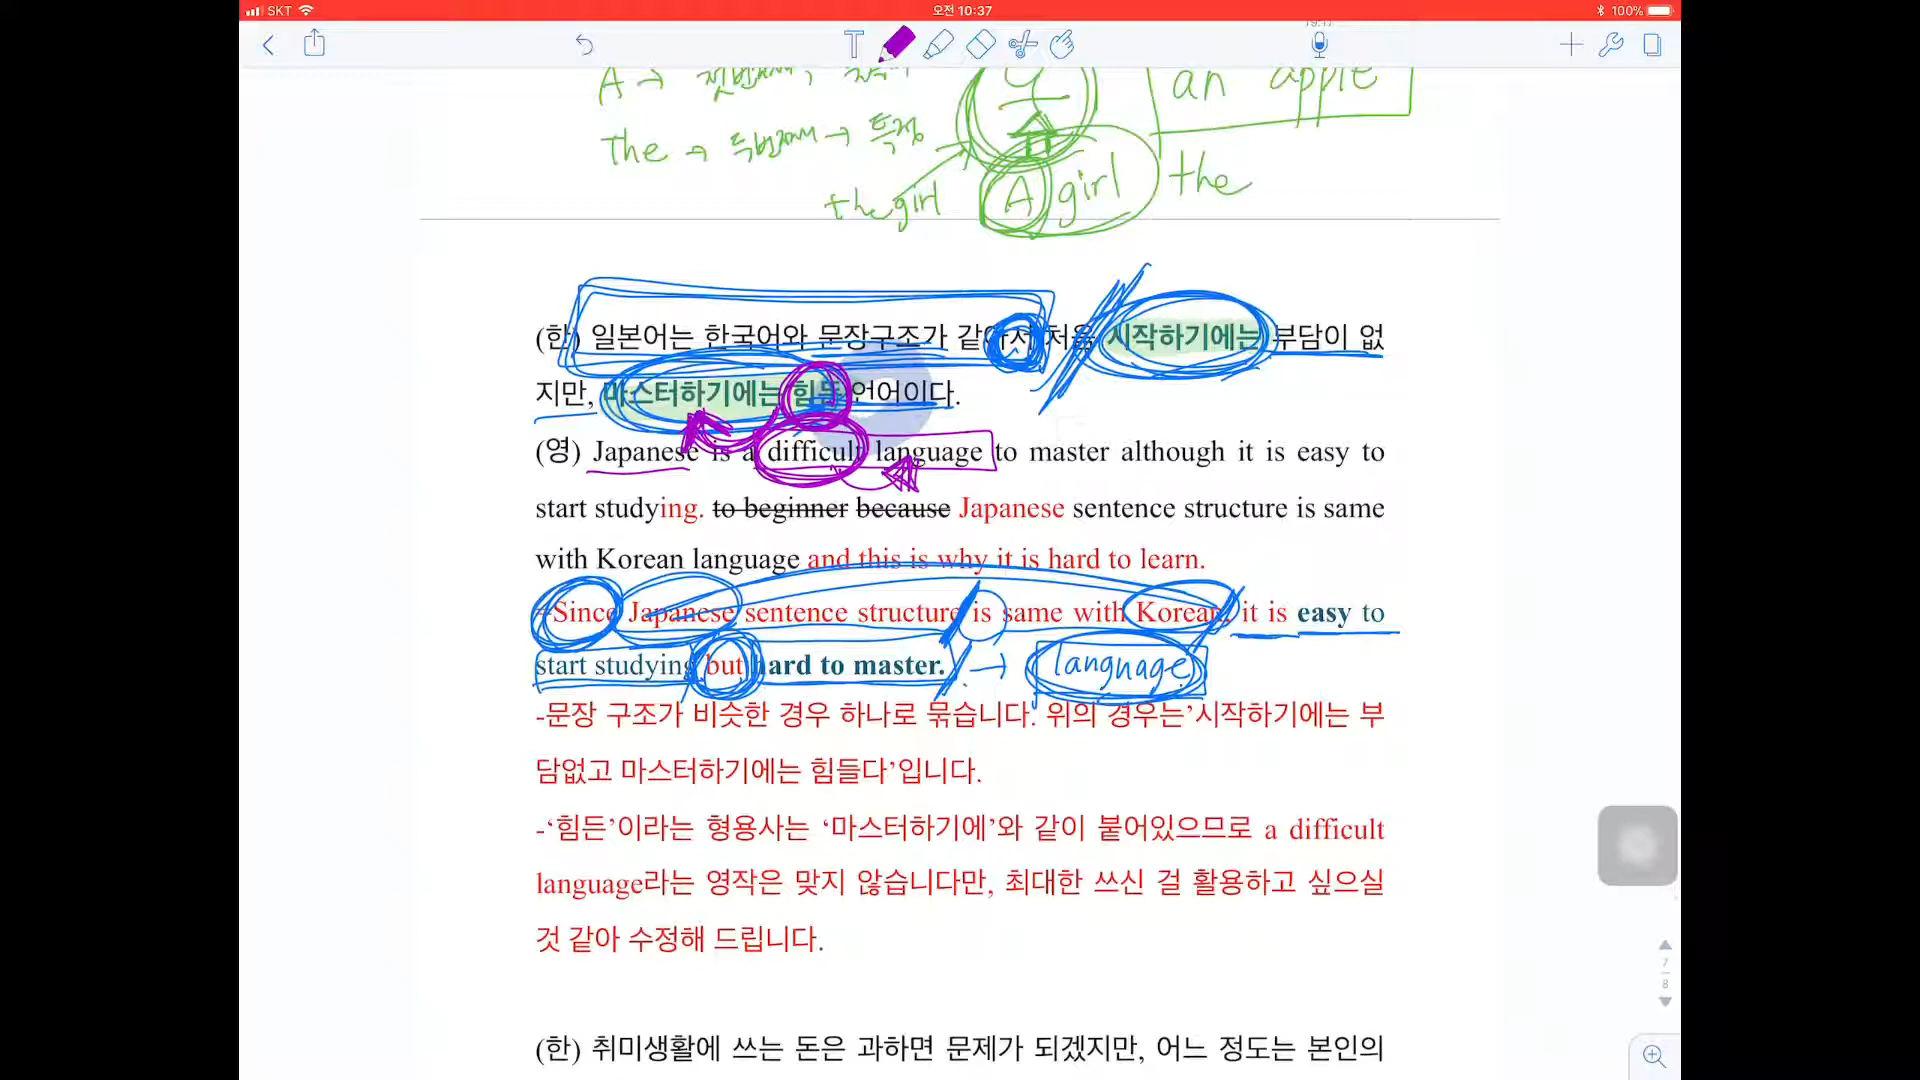 SKT
오전 10:37
100%
T
A → 첫번째,
an apple
The → 두번째 → 특정
the girl
A girl
the
(한) 일본어는 한국어와 문장구조가 같아서 처음 시작하기에는 부담이 없
지만, 마스터하기에는 힘든 언어이다.
(영) Japanese is a difficult language to master although it is easy to
start studying. to beginner because Japanese sentence structure is same
with Korean language and this is why it is hard to learn.
Since Japanese sentence structure is same with Korean, it is easy to
start studying but hard to master. → language
-문장 구조가 비슷한 경우 하나로 묶습니다. 위의 경우는’시작하기에는 부
담없고 마스터하기에는 힘들다’입니다.
-‘힘든’이라는 형용사는 ‘마스터하기에’와 같이 붙어있으므로 a difficult
language라는 영작은 맞지 않습니다만, 최대한 쓰신 걸 활용하고 싶으실
것 같아 수정해 드립니다.
7
8
(한) 취미생활에 쓰는 돈은 과하면 문제가 되겠지만, 어느 정도는 본인의